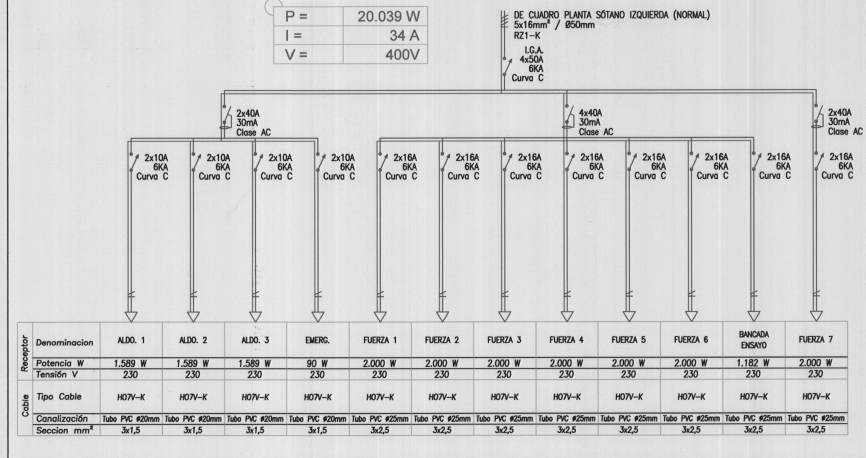 P = 20.039 W
I = 34 A
V = 400V
DE CUADRO PLANTA SÓTANO IZQUIERDA (NORMAL)
5x16mm² / Ø50mm
RZ1-K
I.G.A.
4x50A
6KA
Curva C
2x40A
30mA
Clase AC
4x40A
30mA
Clase AC
2x40A
30mA
Clase AC
2x10A 2x10A 2x10A 2x10A 2x16A 2x16A 2x16A 2x16A 2x16A 2x16A 2x16A 2x16A
6KA 6KA 6KA 6KA 6KA 6KA 6KA 6KA 6KA 6KA 6KA 6KA
Curva C Curva C Curva C Curva C Curva C Curva C Curva C Curva C Curva C Curva C Curva C Curva C
Receptor
Denominacion ALDO. 1 ALDO. 2 ALDO. 3 EMERG. FUERZA 1 FUERZA 2 FUERZA 3 FUERZA 4 FUERZA 5 FUERZA 6 BANCADA ENSAYO FUERZA 7
Potencia W 1.589 W 1.589 W 1.589 W 90 W 2.000 W 2.000 W 2.000 W 2.000 W 2.000 W 2.000 W 1.182 W 2.000 W
Tensión V 230 230 230 230 230 230 230 230 230 230 230 230
Cable
Tipo Cable H07V-K H07V-K H07V-K H07V-K H07V-K H07V-K H07V-K H07V-K H07V-K H07V-K H07V-K H07V-K
Canalización Tubo PVC ø20mm Tubo PVC ø20mm Tubo PVC ø20mm Tubo PVC ø20mm Tubo PVC ø25mm Tubo PVC ø25mm Tubo PVC ø25mm Tubo PVC ø25mm Tubo PVC ø25mm Tubo PVC ø25mm Tubo PVC ø25mm Tubo PVC ø25mm
Seccion mm² 3x1,5 3x1,5 3x1,5 3x1,5 3x2,5 3x2,5 3x2,5 3x2,5 3x2,5 3x2,5 3x2,5 3x2,5